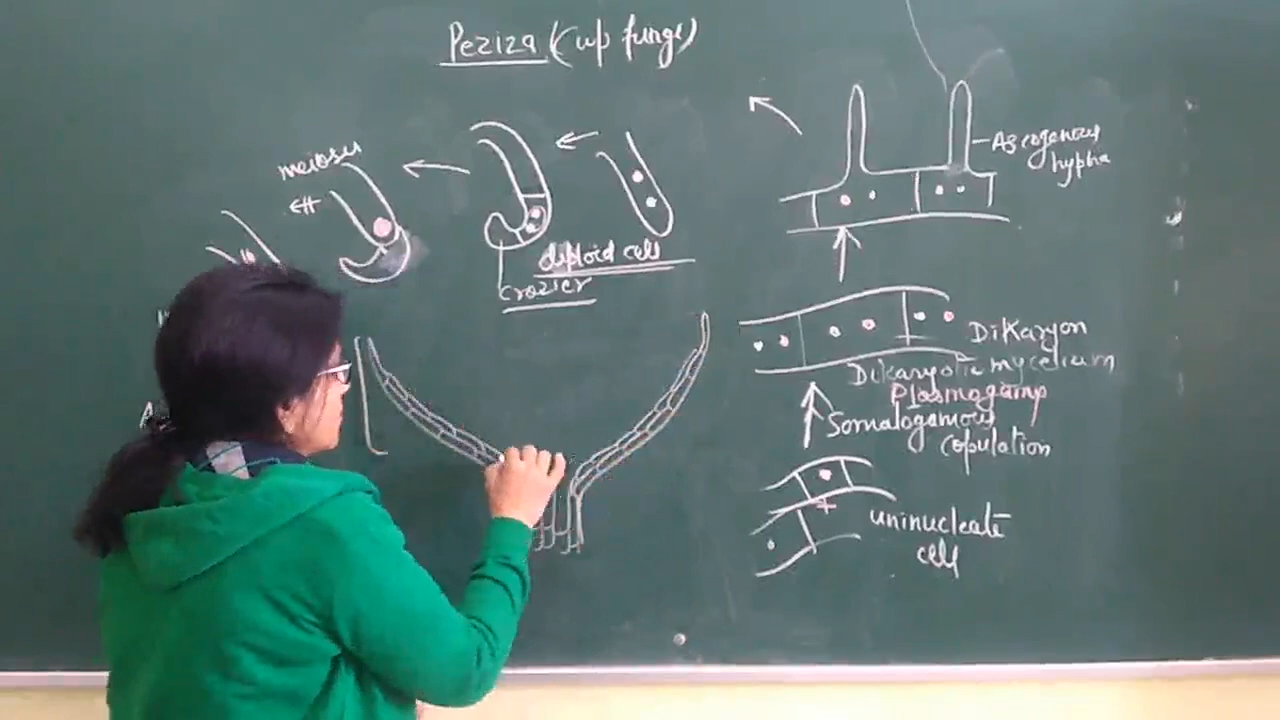 Peziza (cup fungi)
meiosis
diploid cell
crozier
Ascogenous
hypha
Dikaryon
Dikaryotic mycelium
Plasmogamy
Somatogamous
copulation
uninucleate
cell